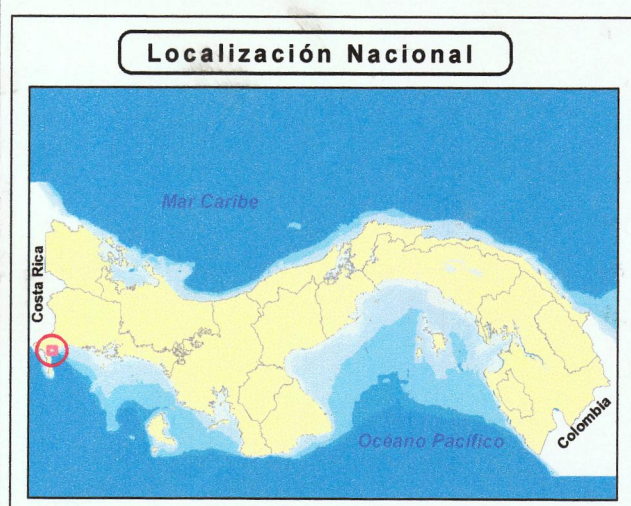 Localización Nacional
Mar Caribe
Costa Rica
Océano Pacífico
Colombia